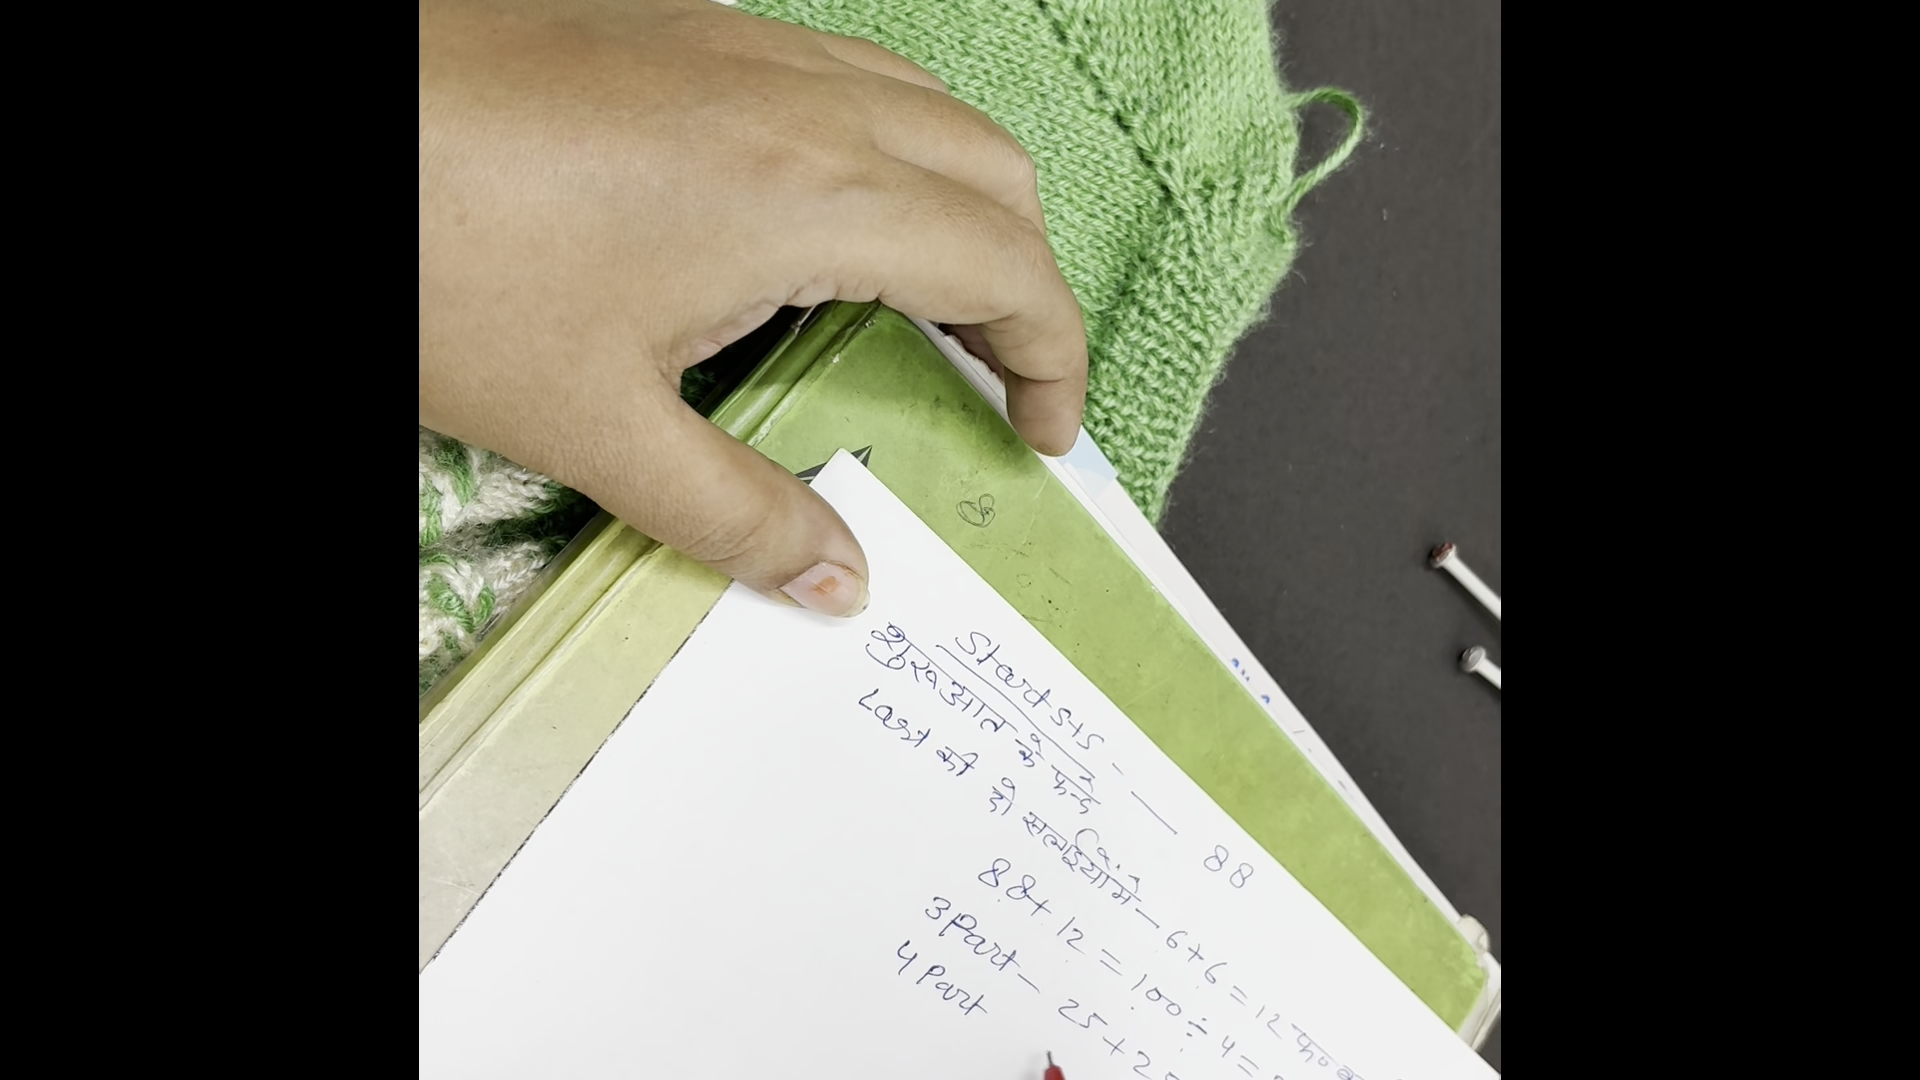 Start sts - — 88
शुरुआत के फन्दे
Last की दो सलाइयों में — 6+6 = 12 फन्दे
88 + 12 = 100 ÷ 4 =
3 Part — 25 + 25
4 Part